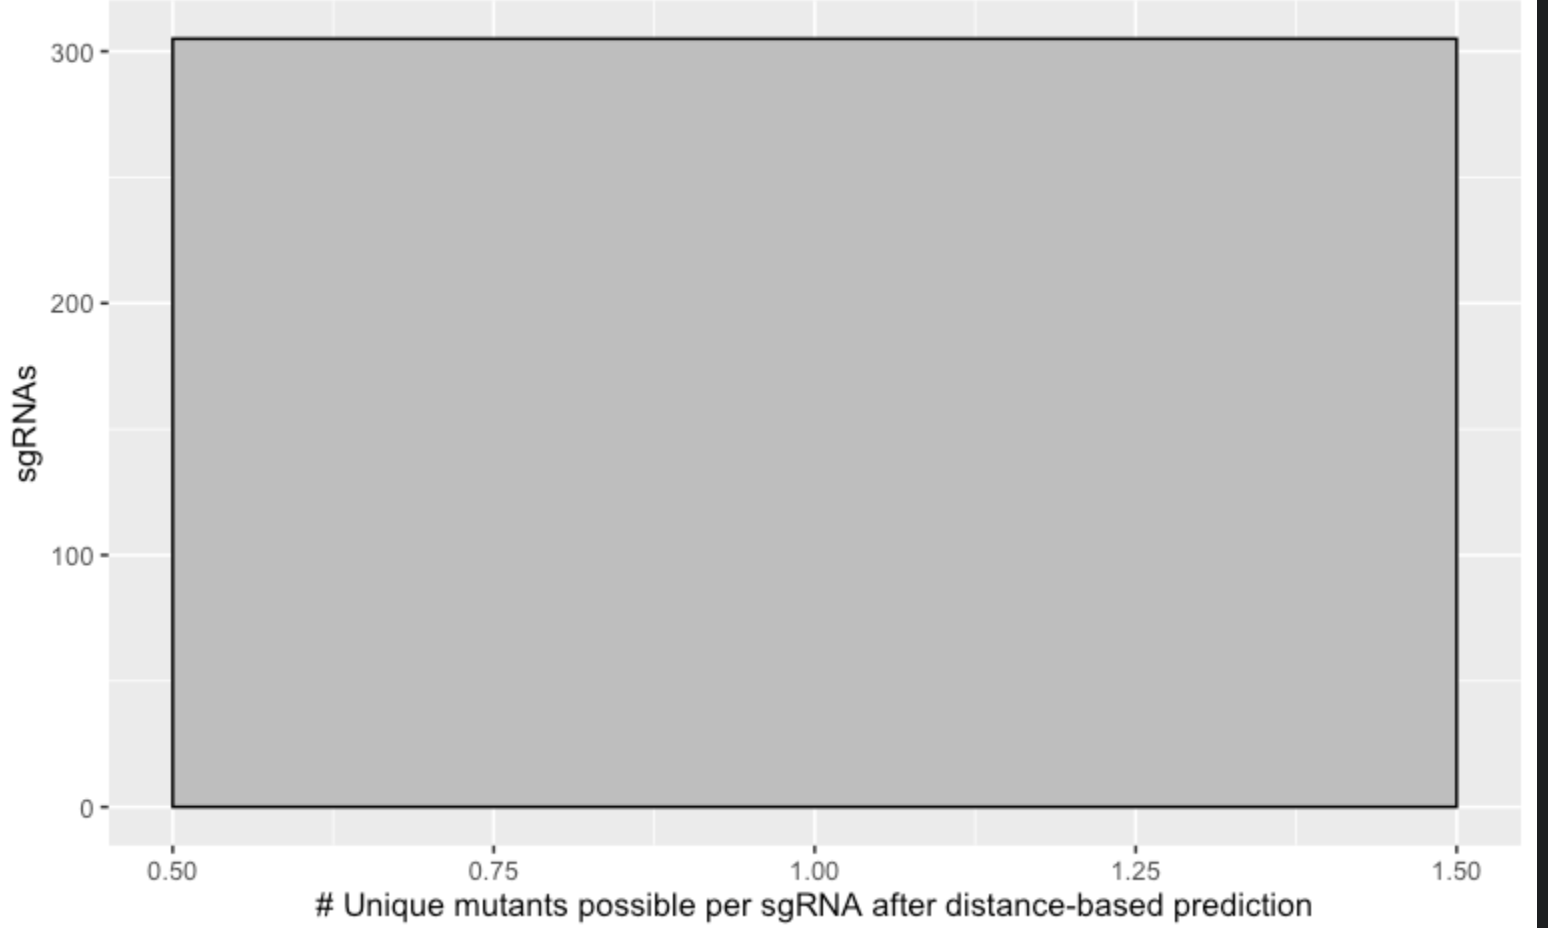 300
200
100
0
sgRNAs
0.50 0.75 1.00 1.25 1.50
# Unique mutants possible per sgRNA after distance-based prediction